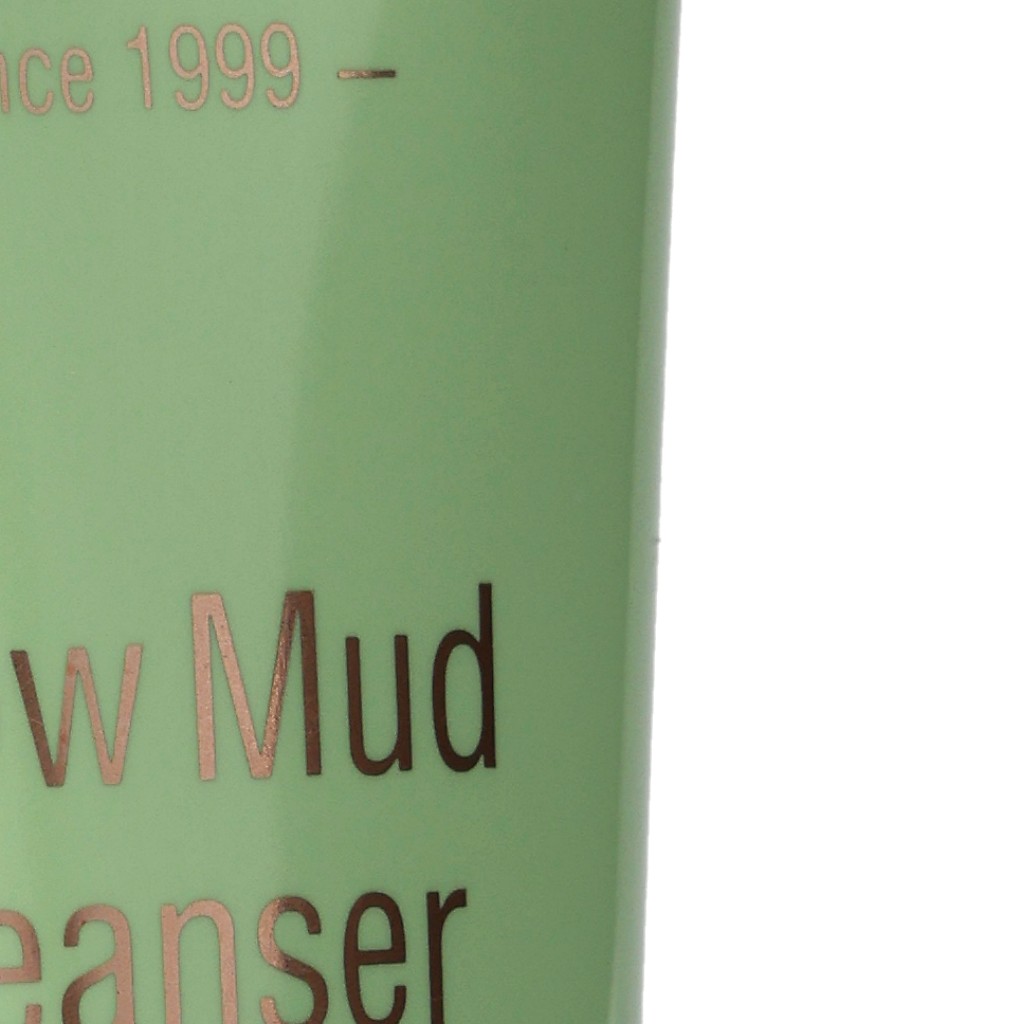 nce 1999 –
w Mud
eanser